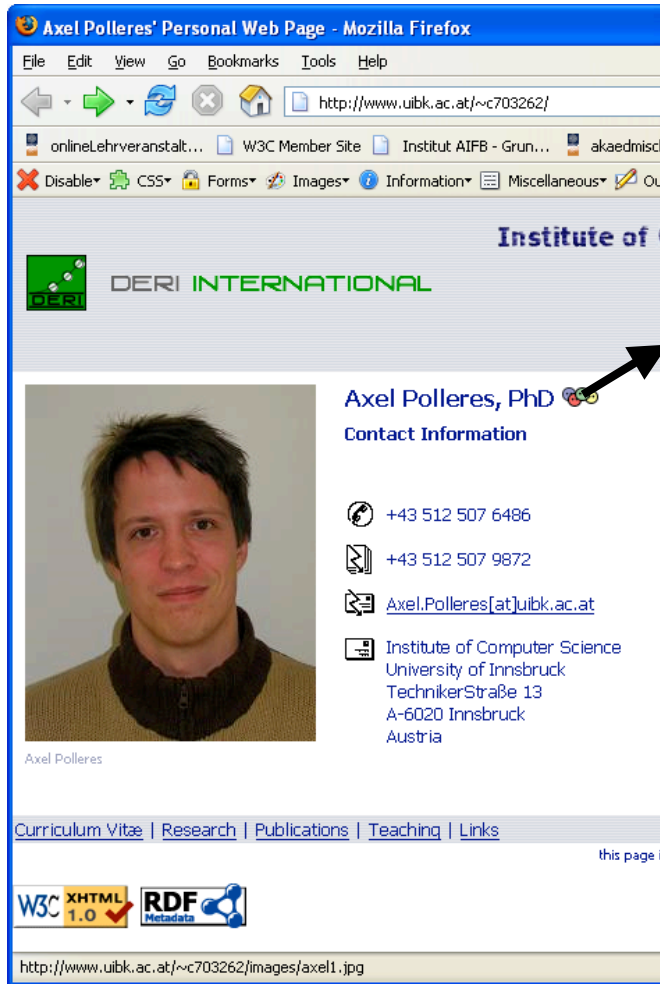 Axel Polleres' Personal Web Page - Mozilla Firefox
File Edit View Go Bookmarks Tools Help
http://www.uibk.ac.at/~c703262/
onlineLehrveranstalt... W3C Member Site Institut AIFB - Grun... akaedmisc
Disable CSS Forms Images Information Miscellaneous Ou
Institute of
DERI
DERI INTERNATIONAL
Axel Polleres, PhD
Contact Information
+43 512 507 6486
+43 512 507 9872
Axel.Polleres[at]uibk.ac.at
Institute of Computer Science
University of Innsbruck
TechnikerStraße 13
A-6020 Innsbruck
Austria
Axel Polleres
Curriculum Vitæ | Research | Publications | Teaching | Links
this page i
W3C XHTML 1.0
RDF Metadata
http://www.uibk.ac.at/~c703262/images/axel1.jpg